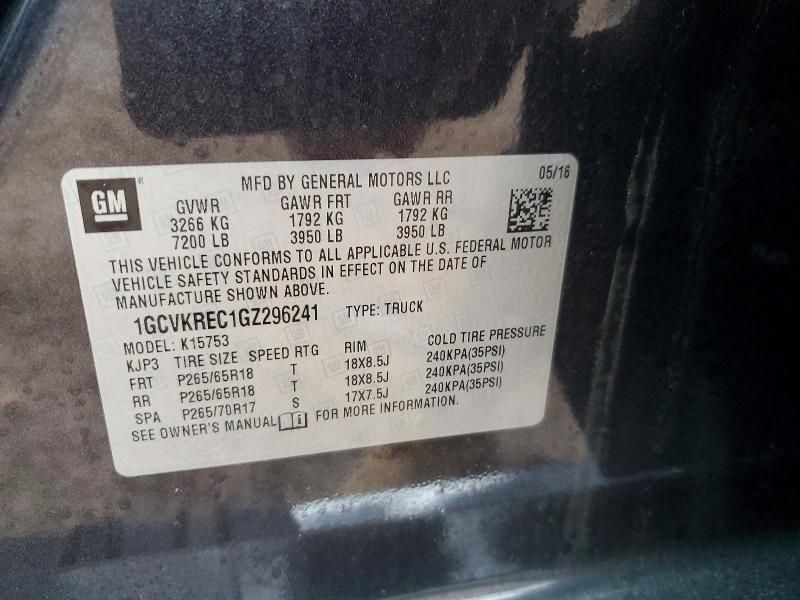 GM
MFD BY GENERAL MOTORS LLC
05/16
GVWR GAWR FRT GAWR RR
3266 KG 1792 KG 1792 KG
7200 LB 3950 LB 3950 LB
THIS VEHICLE CONFORMS TO ALL APPLICABLE U.S. FEDERAL MOTOR
VEHICLE SAFETY STANDARDS IN EFFECT ON THE DATE OF
MANUFACTURE SHOWN ABOVE.
1GCVKREC1GZ296241 TYPE: TRUCK
MODEL: K15753
KJP3 TIRE SIZE SPEED RTG RIM COLD TIRE PRESSURE
FRT P265/65R18 T 18X8.5J 240KPA(35PSI)
RR P265/65R18 T 18X8.5J 240KPA(35PSI)
SPA P265/70R17 S 17X7.5J 240KPA(35PSI)
SEE OWNER'S MANUAL FOR MORE INFORMATION.